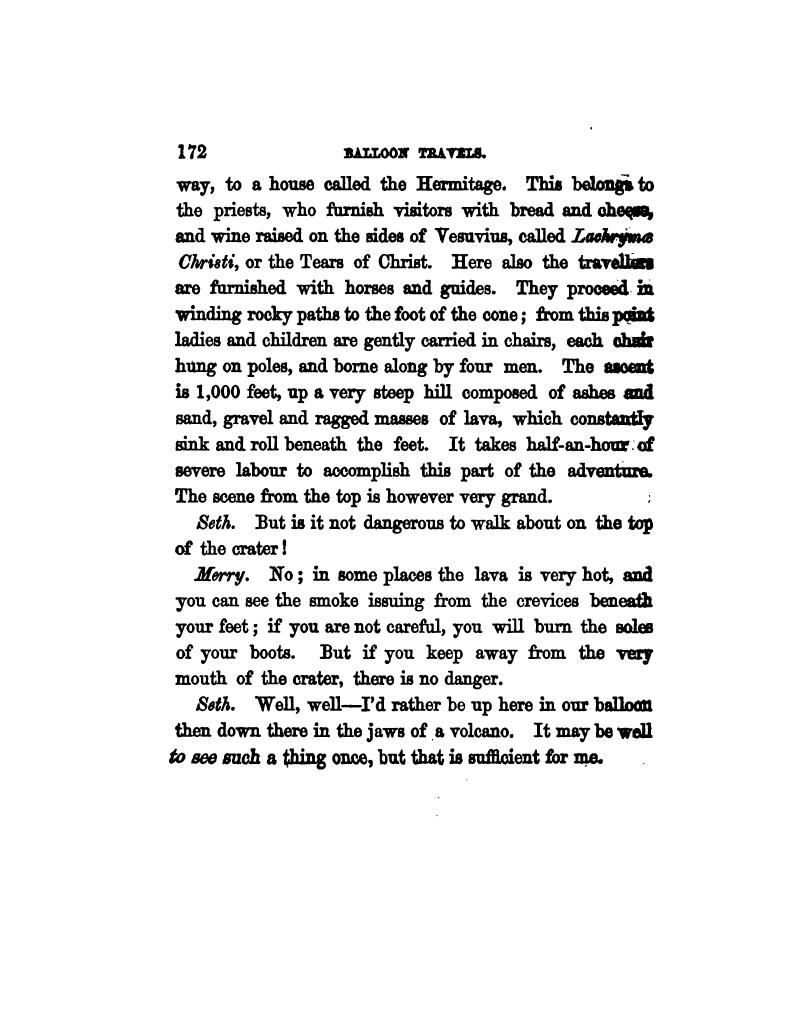 172 BALLOON TRAVELS.
way, to a house called the Hermitage. This belongs to
the priests, who furnish visitors with bread and cheese,
and wine raised on the sides of Vesuvius, called Lachrymæ
Christi, or the Tears of Christ. Here also the travellers
are furnished with horses and guides. They proceed in
winding rocky paths to the foot of the cone; from this point
ladies and children are gently carried in chairs, each chair
hung on poles, and borne along by four men. The ascent
is 1,000 feet, up a very steep hill composed of ashes and
sand, gravel and ragged masses of lava, which constantly
sink and roll beneath the feet. It takes half-an-hour of
severe labour to accomplish this part of the adventure.
The scene from the top is however very grand.
Seth. But is it not dangerous to walk about on the top
of the crater!
Merry. No; in some places the lava is very hot, and
you can see the smoke issuing from the crevices beneath
your feet; if you are not careful, you will burn the soles
of your boots. But if you keep away from the very
mouth of the crater, there is no danger.
Seth. Well, well—I'd rather be up here in our balloon
then down there in the jaws of a volcano. It may be well
to see such a thing once, but that is sufficient for me.